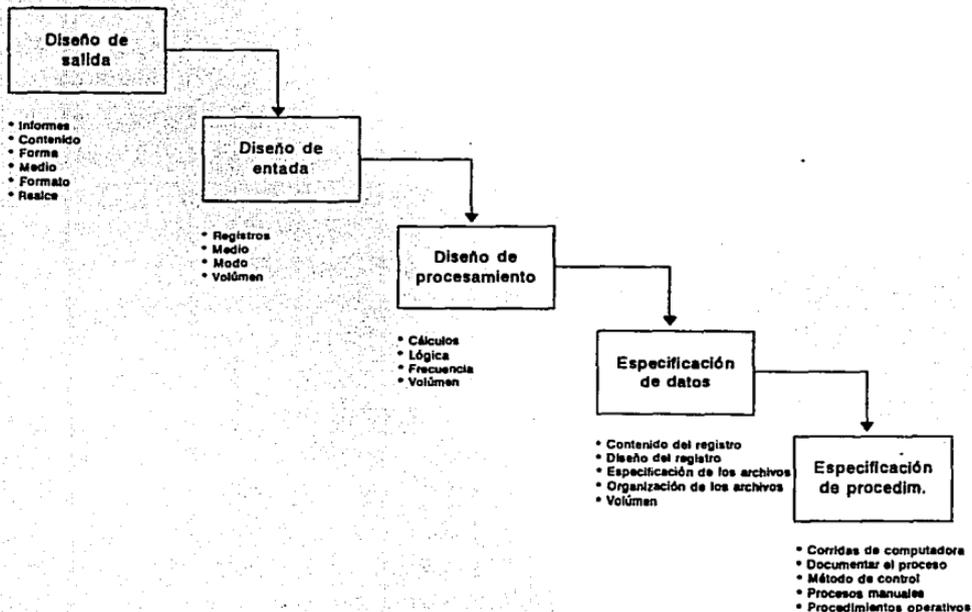 Diseño de
salida
* Informes
* Contenido
* Forma
* Medio
* Formato
* Realce
Diseño de
entada
* Registros
* Medio
* Modo
* Volúmen
Diseño de
procesamiento
* Cálculos
* Lógica
* Frecuencia
* Volúmen
Especificación
de datos
* Contenido del registro
* Diseño del registro
* Especificación de los archivos
* Organización de los archivos
* Volúmen
Especificación
de procedim.
* Corridas de computadora
* Documentar el proceso
* Método de control
* Procesos manuales
* Procedimientos operativos